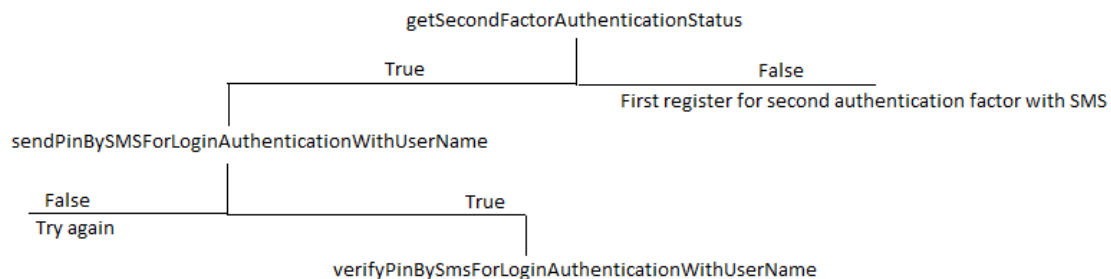 getSecondFactorAuthenticationStatus
True
False
First register for second authentication factor with SMS
sendPinBySMSForLoginAuthenticationWithUserName
False
True
Try again
verifyPinBySmsForLoginAuthenticationWithUserName